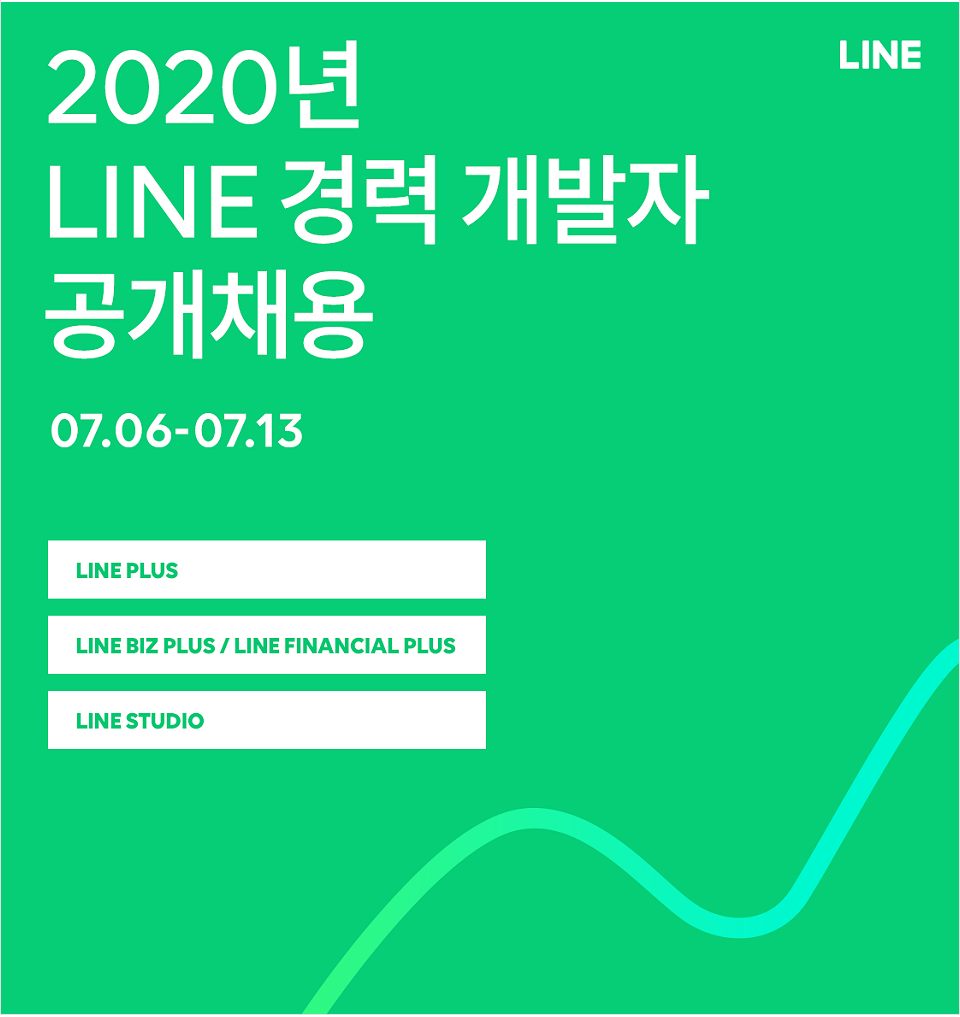 LINE
2020년
LINE 경력 개발자
공개채용
07.06-07.13
LINE PLUS
LINE BIZ PLUS / LINE FINANCIAL PLUS
LINE STUDIO